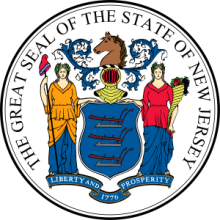 THE GREAT SEAL OF THE STATE OF NEW JERSEY
LIBERTY AND PROSPERITY
1776